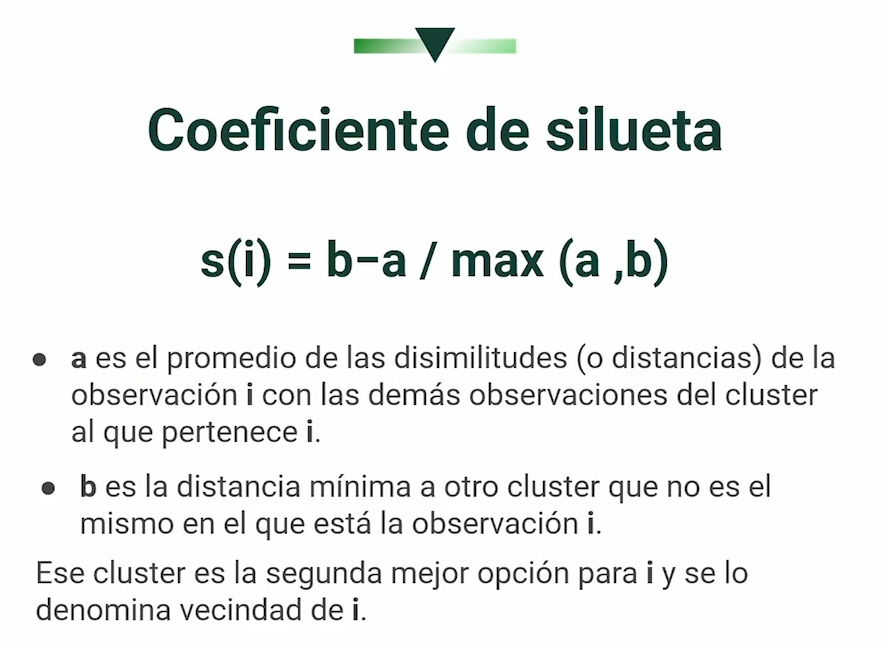 Coeficiente de silueta
s(i) = b−a / max (a ,b)
● a es el promedio de las disimilitudes (o distancias) de la
observación i con las demás observaciones del cluster
al que pertenece i.
● b es la distancia mínima a otro cluster que no es el
mismo en el que está la observación i.
Ese cluster es la segunda mejor opción para i y se lo
denomina vecindad de i.